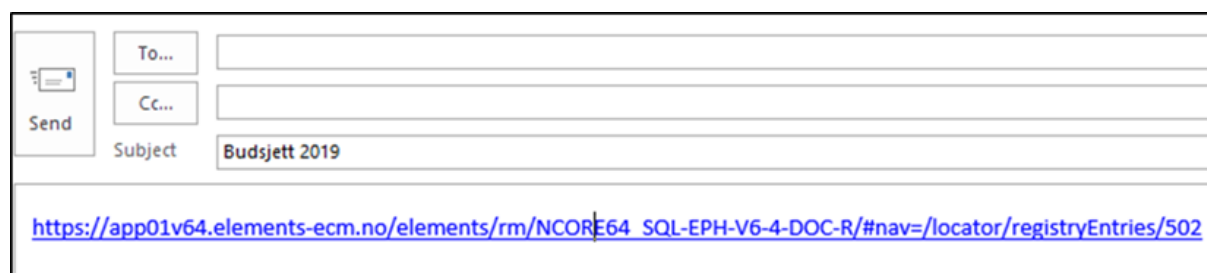 To...
Cc...
Send
Subject Budsjett 2019
https://app01v64.elements-ecm.no/elements/rm/NCORE64_SQL-EPH-V6-4-DOC-R/#nav=/locator/registryEntries/502